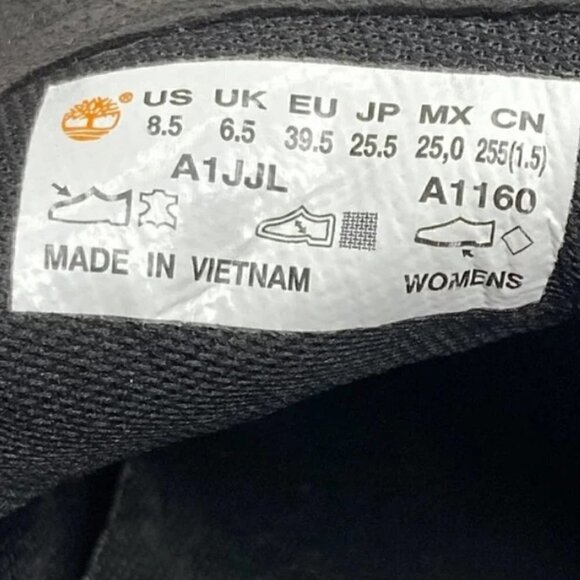 ® US UK EU JP MX CN
8.5 6.5 39.5 25.5 25,0 255(1.5)
A1JJL A1160
MADE IN VIETNAM WOMENS